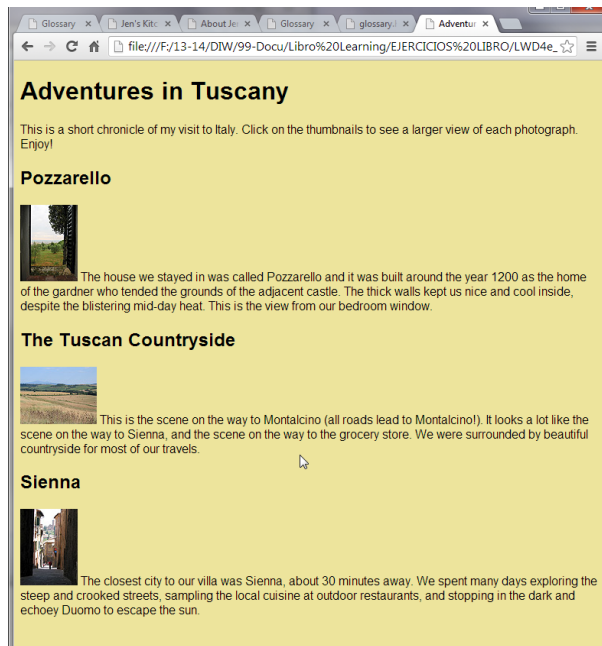 Glossary
Jen's Kitc
About Jen
Glossary
glossary.
Adventur
file:///F:/13-14/DIW/99-Docu/Libro%20Learning/EJERCICIOS%20LIBRO/LWD4e_
Adventures in Tuscany
This is a short chronicle of my visit to Italy. Click on the thumbnails to see a larger view of each photograph.
Enjoy!
Pozzarello
The house we stayed in was called Pozzarello and it was built around the year 1200 as the home
of the gardner who tended the grounds of the adjacent castle. The thick walls kept us nice and cool inside,
despite the blistering mid-day heat. This is the view from our bedroom window.
The Tuscan Countryside
This is the scene on the way to Montalcino (all roads lead to Montalcino!). It looks a lot like the
scene on the way to Sienna, and the scene on the way to the grocery store. We were surrounded by beautiful
countryside for most of our travels.
Sienna
The closest city to our villa was Sienna, about 30 minutes away. We spent many days exploring the
steep and crooked streets, sampling the local cuisine at outdoor restaurants, and stopping in the dark and
echoey Duomo to escape the sun.